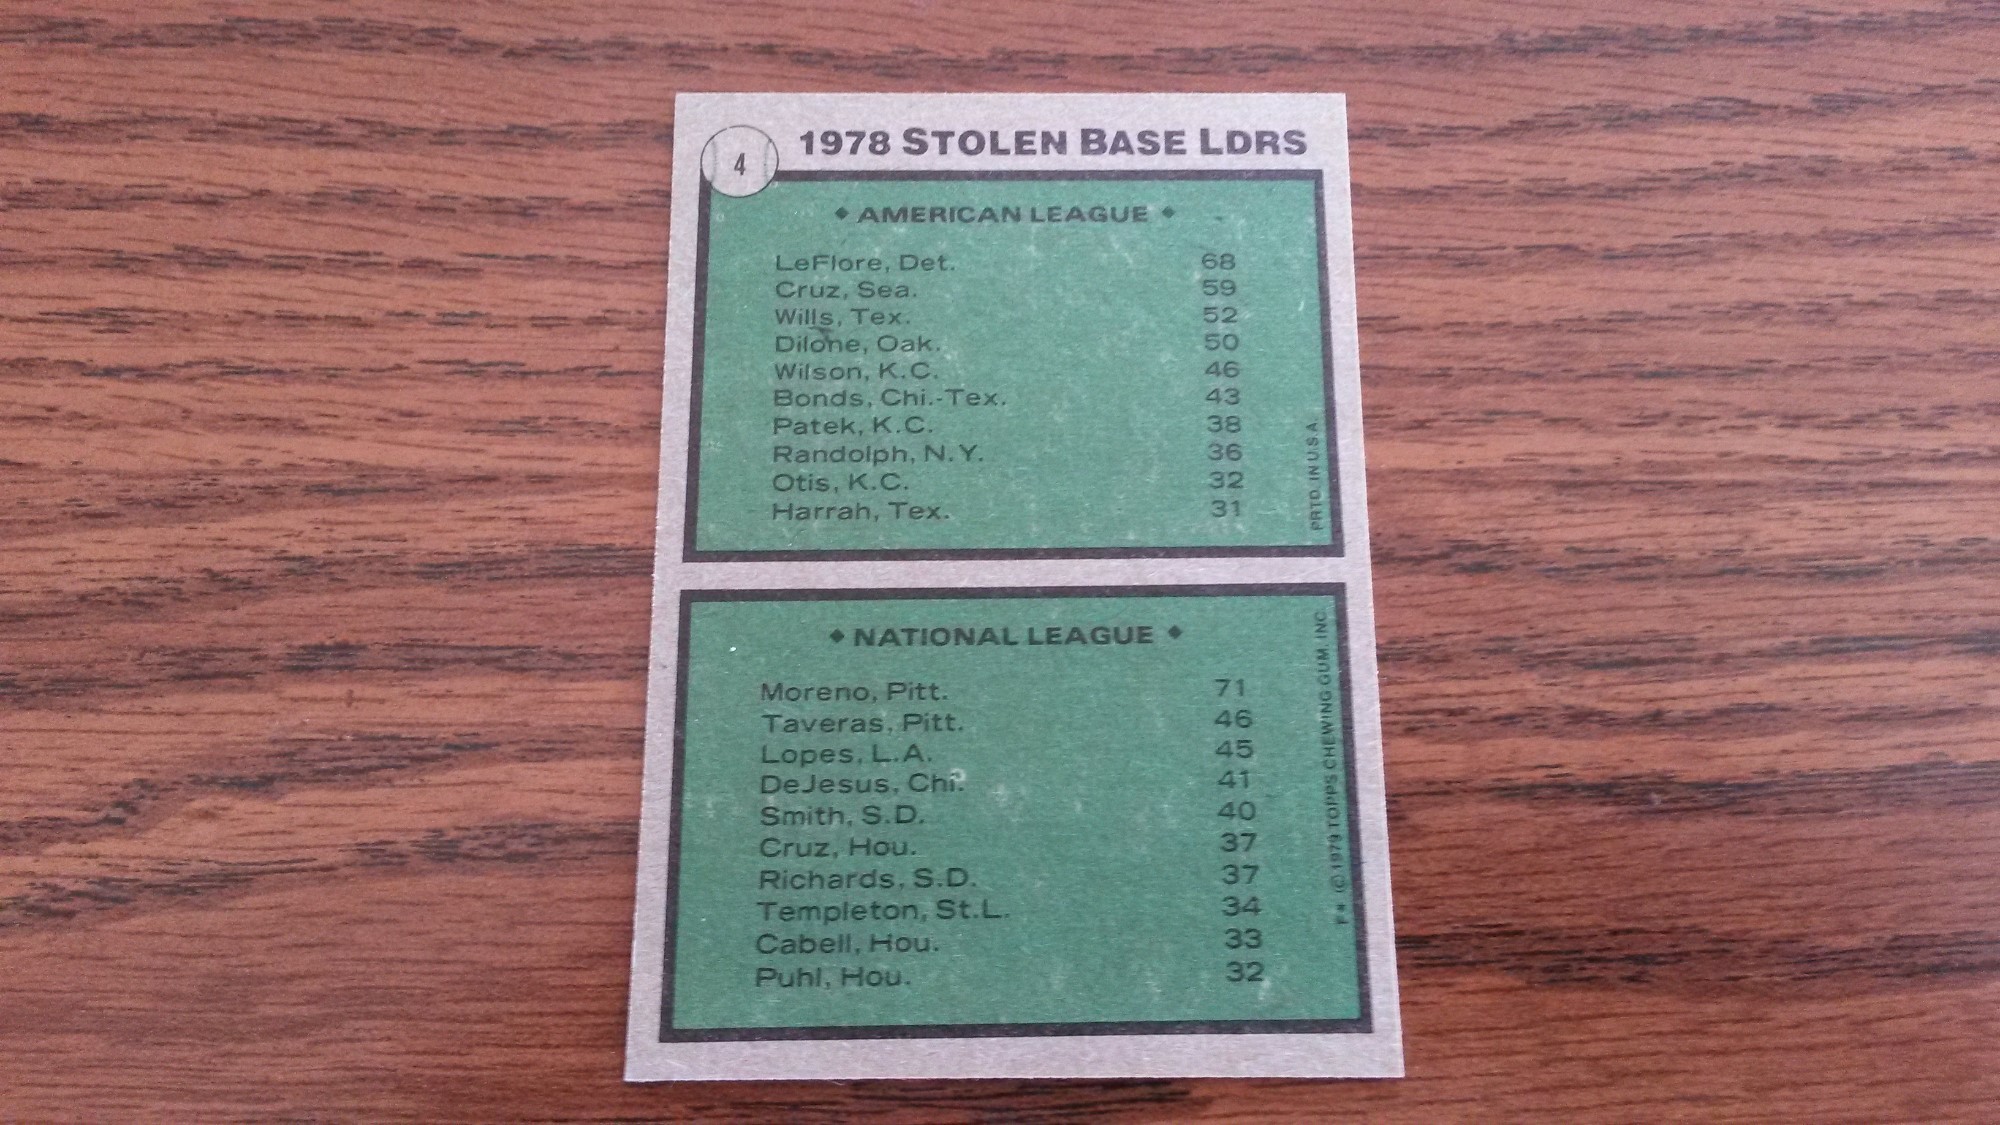 4
1978 STOLEN BASE LDRS
◆ AMERICAN LEAGUE ◆
LeFlore, Det. 68
Cruz, Sea. 59
Wills, Tex. 52
Dilone, Oak. 50
Wilson, K.C. 46
Bonds, Chi.-Tex. 43
Patek, K.C. 38
Randolph, N.Y. 36
Otis, K.C. 32
Harrah, Tex. 31
PRTD. IN U.S.A.
◆ NATIONAL LEAGUE ◆
Moreno, Pitt. 71
Taveras, Pitt. 46
Lopes, L.A. 45
DeJesus, Chi. 41
Smith, S.D. 40
Cruz, Hou. 37
Richards, S.D. 37
Templeton, St.L. 34
Cabell, Hou. 33
Puhl, Hou. 32
F* © 1979 TOPPS CHEWING GUM, INC.